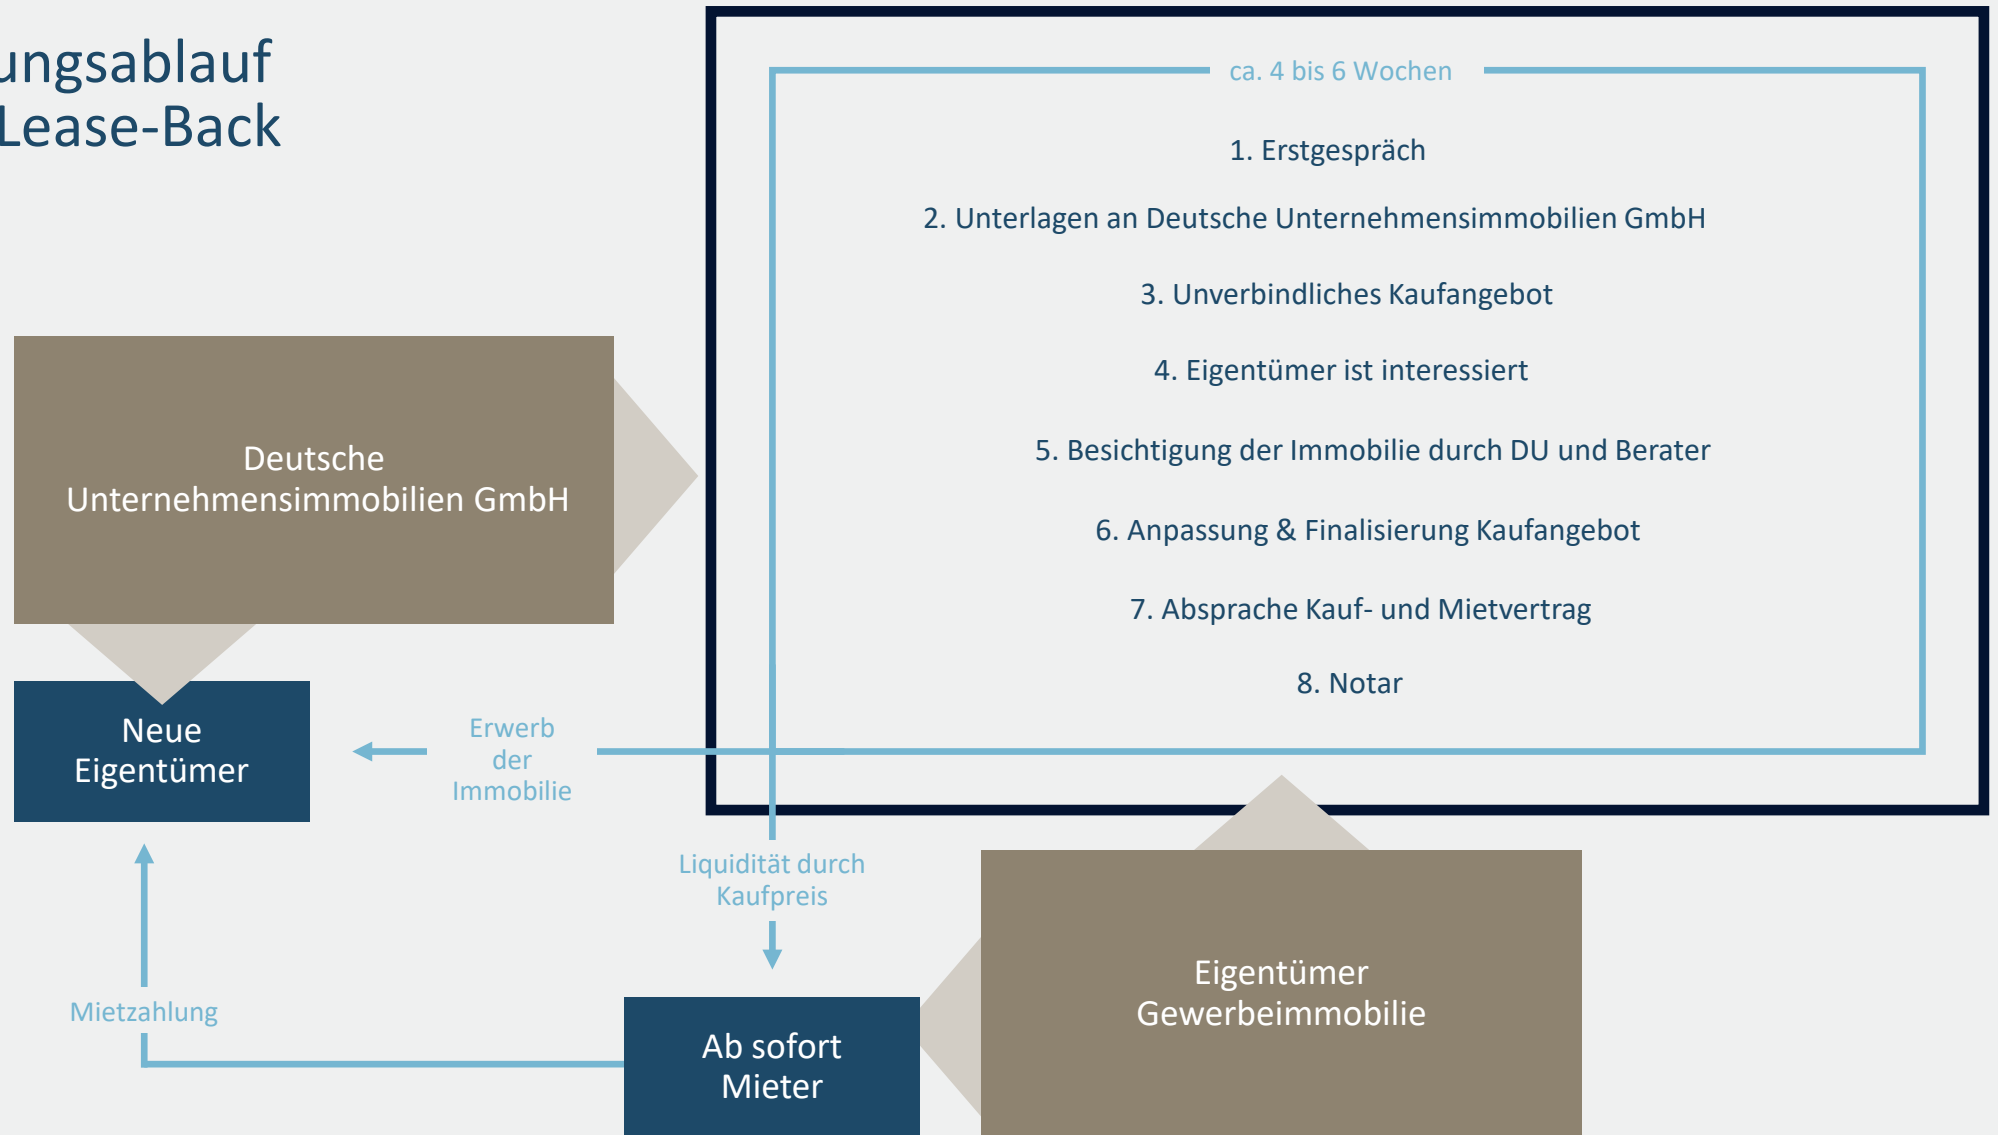 ungsablauf
Lease-Back
ca. 4 bis 6 Wochen
1. Erstgespräch
2. Unterlagen an Deutsche Unternehmensimmobilien GmbH
3. Unverbindliches Kaufangebot
4. Eigentümer ist interessiert
5. Besichtigung der Immobilie durch DU und Berater
6. Anpassung & Finalisierung Kaufangebot
7. Absprache Kauf- und Mietvertrag
8. Notar
Deutsche
Unternehmensimmobilien GmbH
Neue
Eigentümer
Erwerb
der
Immobilie
Liquidität durch
Kaufpreis
Mietzahlung
Ab sofort
Mieter
Eigentümer
Gewerbeimmobilie